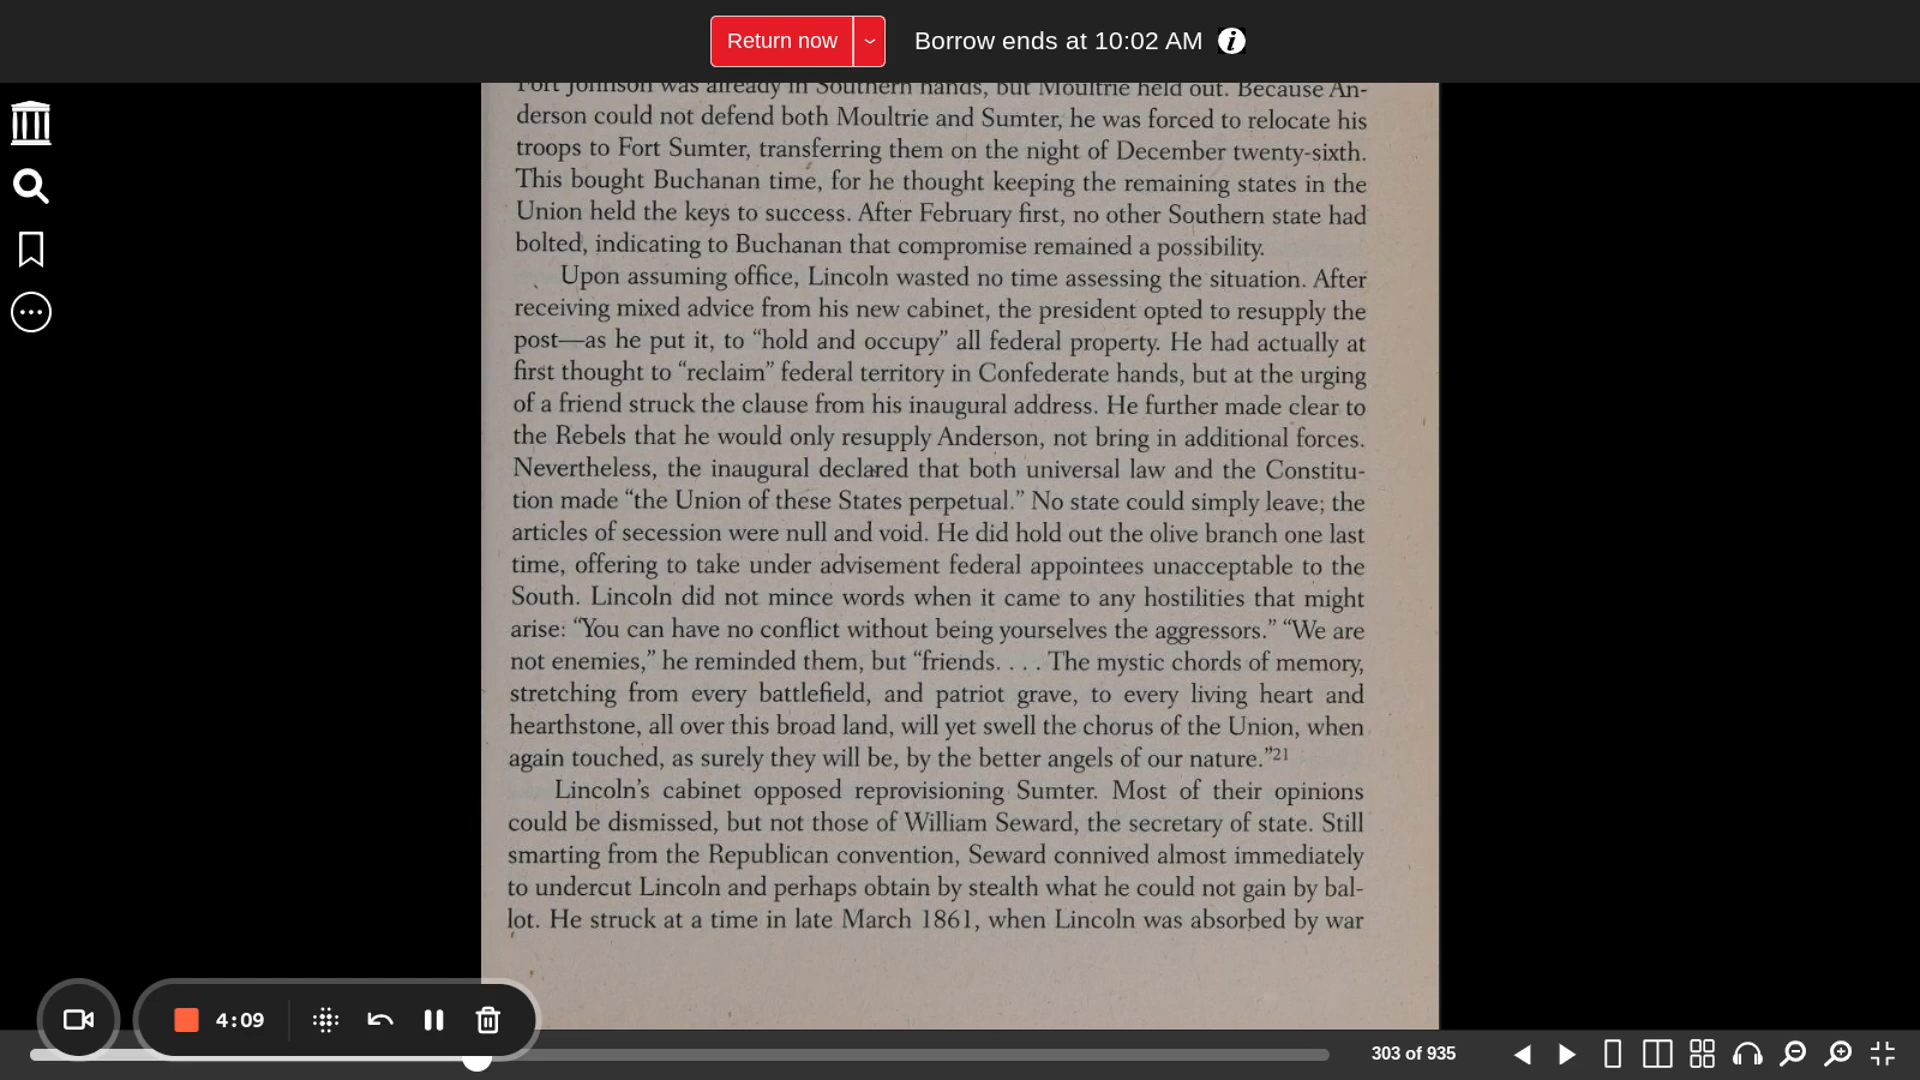 Return now
Borrow ends at 10:02 AM
Fort Johnson was already in Southern hands, but Moultrie held out. Because An-
derson could not defend both Moultrie and Sumter, he was forced to relocate his
troops to Fort Sumter, transferring them on the night of December twenty-sixth.
This bought Buchanan time, for he thought keeping the remaining states in the
Union held the keys to success. After February first, no other Southern state had
bolted, indicating to Buchanan that compromise remained a possibility.
Upon assuming office, Lincoln wasted no time assessing the situation. After
receiving mixed advice from his new cabinet, the president opted to resupply the
post—as he put it, to “hold and occupy” all federal property. He had actually at
first thought to “reclaim” federal territory in Confederate hands, but at the urging
of a friend struck the clause from his inaugural address. He further made clear to
the Rebels that he would only resupply Anderson, not bring in additional forces.
Nevertheless, the inaugural declared that both universal law and the Constitu-
tion made “the Union of these States perpetual.” No state could simply leave; the
articles of secession were null and void. He did hold out the olive branch one last
time, offering to take under advisement federal appointees unacceptable to the
South. Lincoln did not mince words when it came to any hostilities that might
arise: “You can have no conflict without being yourselves the aggressors.” “We are
not enemies,” he reminded them, but “friends. . . . The mystic chords of memory,
stretching from every battlefield, and patriot grave, to every living heart and
hearthstone, all over this broad land, will yet swell the chorus of the Union, when
again touched, as surely they will be, by the better angels of our nature.”21
Lincoln’s cabinet opposed reprovisioning Sumter. Most of their opinions
could be dismissed, but not those of William Seward, the secretary of state. Still
smarting from the Republican convention, Seward connived almost immediately
to undercut Lincoln and perhaps obtain by stealth what he could not gain by bal-
lot. He struck at a time in late March 1861, when Lincoln was absorbed by war
4:09
303 of 935